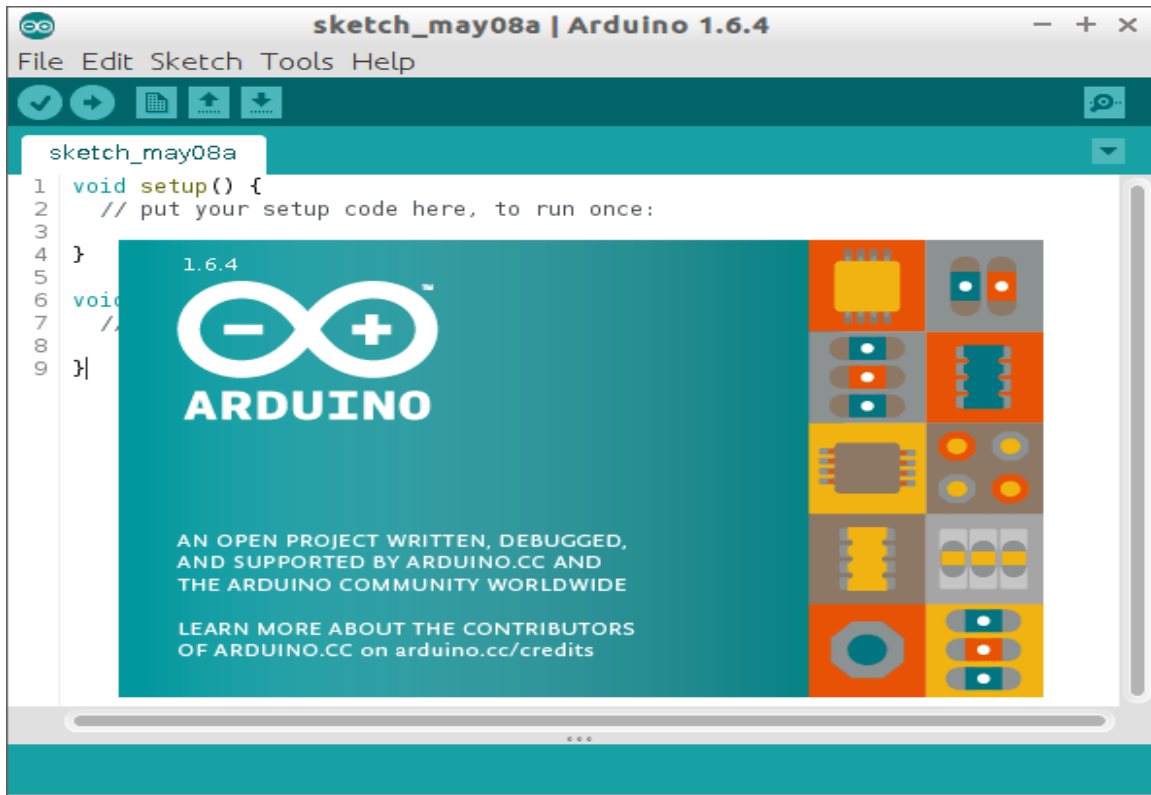 sketch_may08a | Arduino 1.6.4
File Edit Sketch Tools Help
sketch_may08a
1 void setup() {
2 // put your setup code here, to run once:
3
4 }
5
6 void
7 //
8
9 }
1.6.4
™
ARDUINO
AN OPEN PROJECT WRITTEN, DEBUGGED,
AND SUPPORTED BY ARDUINO.CC AND
THE ARDUINO COMMUNITY WORLDWIDE
LEARN MORE ABOUT THE CONTRIBUTORS
OF ARDUINO.CC on arduino.cc/credits